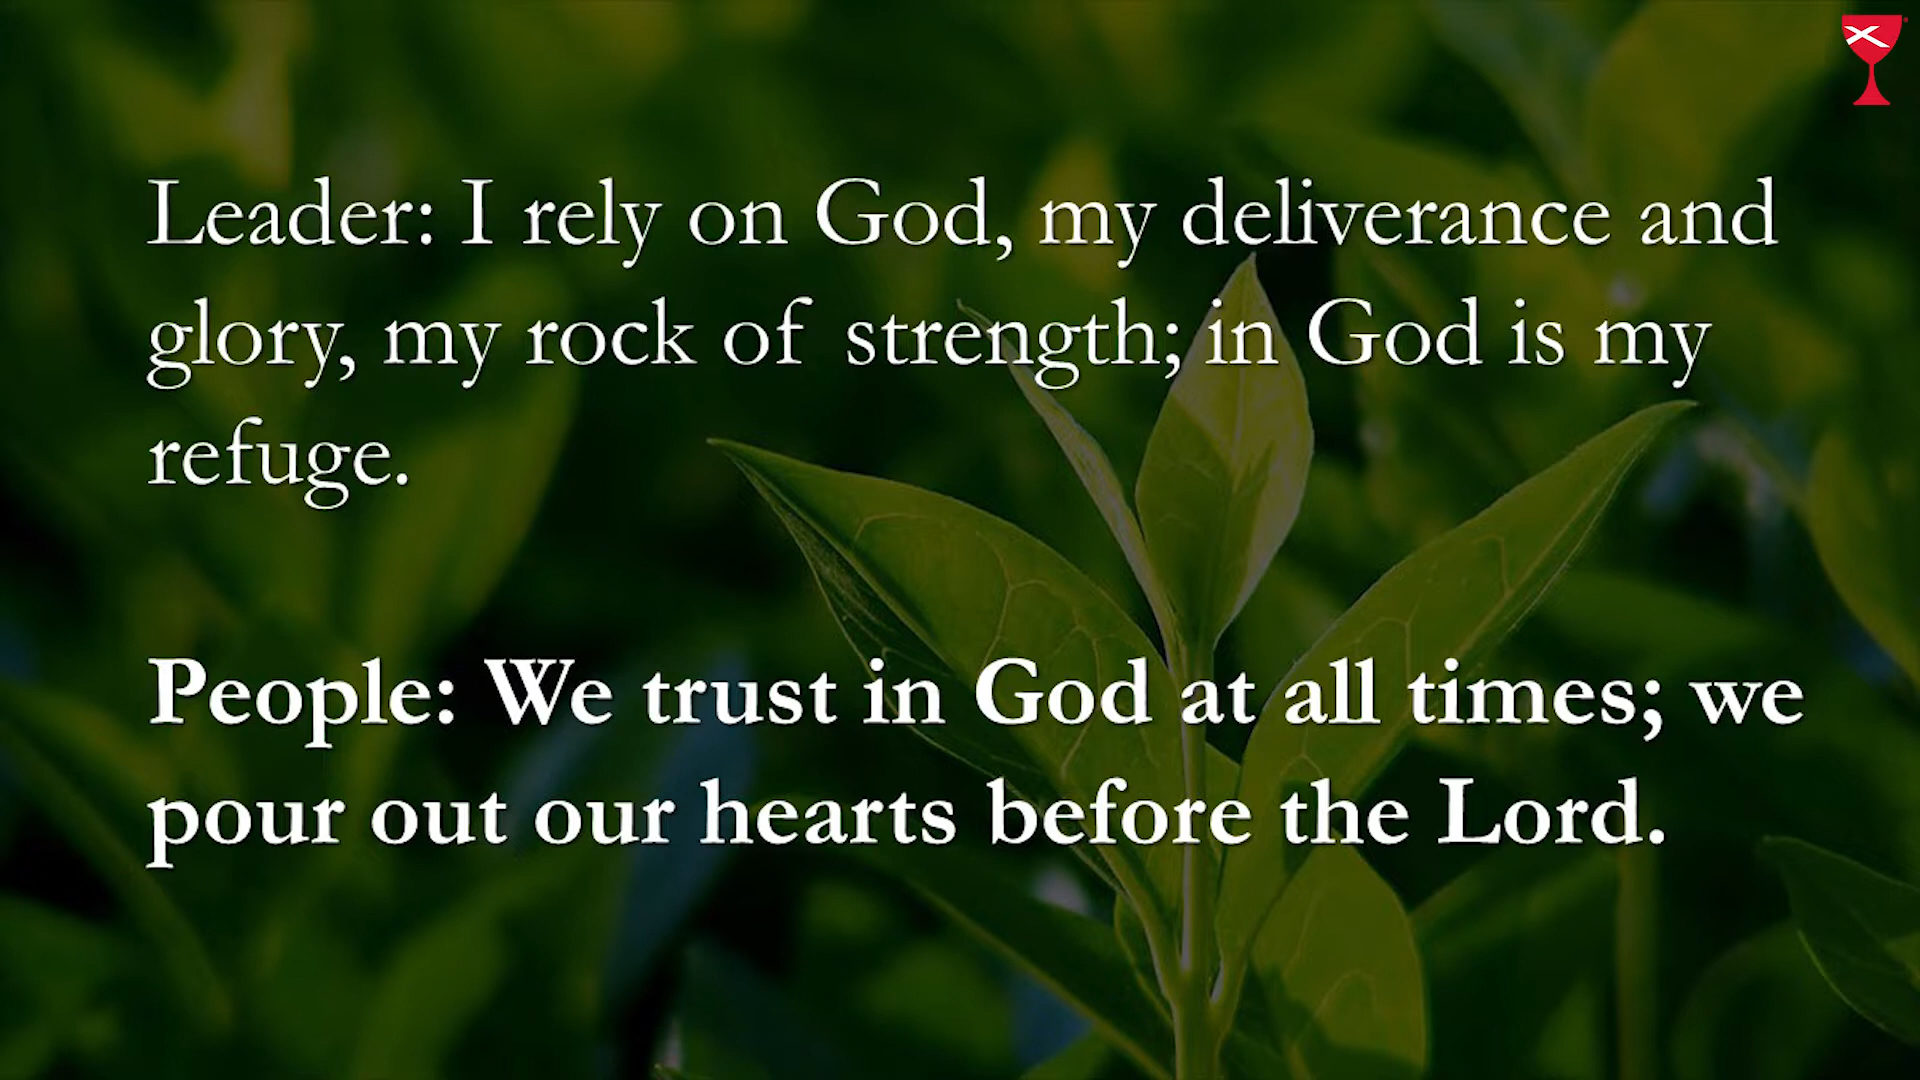 Leader: I rely on God, my deliverance and
glory, my rock of strength; in God is my
refuge.
People: We trust in God at all times; we
pour out our hearts before the Lord.